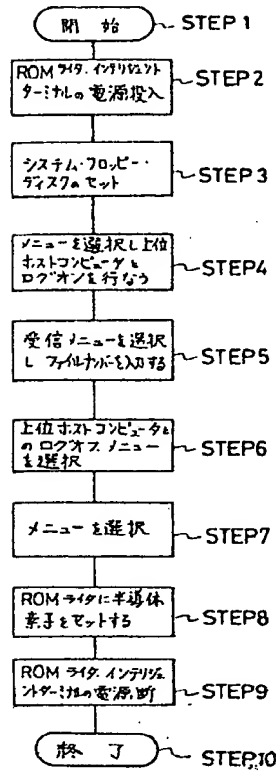 開始 STEP 1
ROMライタ.インテリジェント
ターミナルの電源投入
STEP 2
システム・フロッピー・
ディスクのセット
STEP 3
メニューを選択し上位
ホストコンピュータと
ログオンを行なう
STEP4
受信メニューを選択
し ファイルナンバーを入力する
STEP5
上位ホストコンピュータと
のログオフメニュー
を選択
STEP6
メニューを選択
STEP7
ROMライタに半導体
素子をセットする
STEP8
ROMライタ.インテリジェ
ントターミナルの電源断
STEP9
終了 STEP10